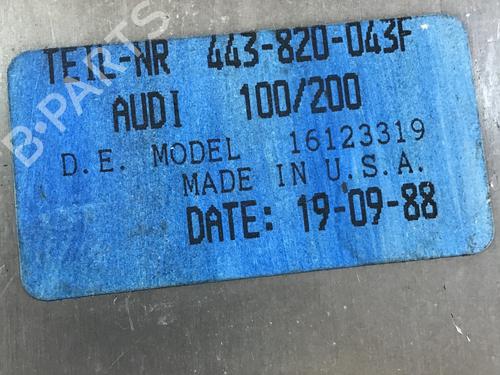 TEIL-NR 443-820-043F
AUDI 100/200
D.E. MODEL 16123319
MADE IN U.S.A.
DATE: 19-09-88
B-PARTS